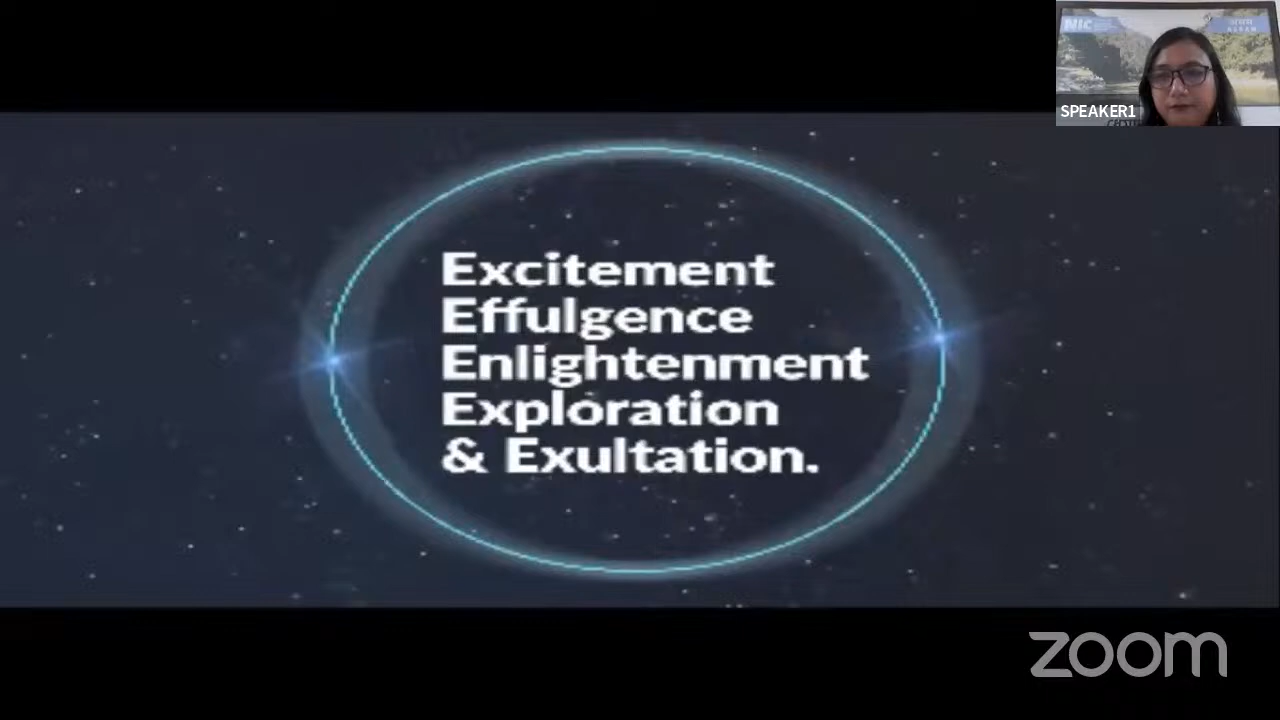 NIC
SPEAKER1
Excitement
Effulgence
Enlightenment
Exploration
& Exultation.
zoom